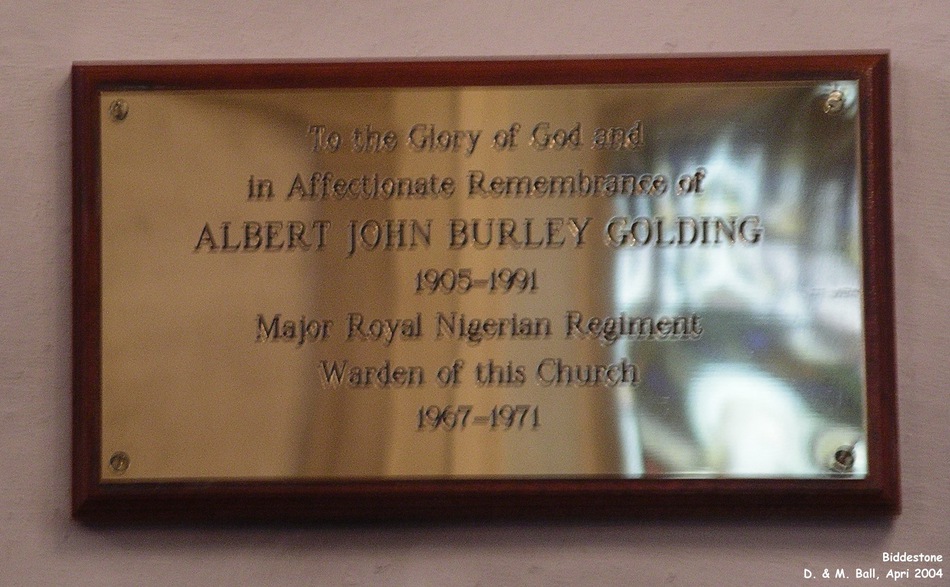 To the Glory of God and
in Affectionate Remembrance of
ALBERT JOHN BURLEY GOLDING
1905-1991
Major Royal Nigerian Regiment
Warden of this Church
1967-1971
Biddestone
D. & M. Ball, Apri 2004